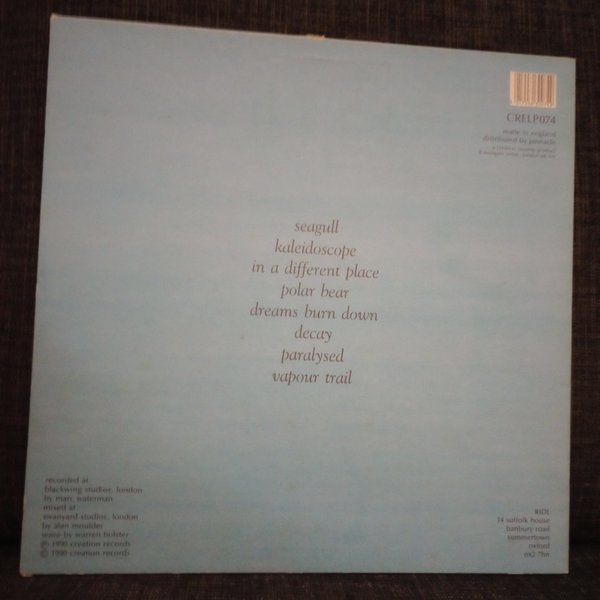 CRELP074
made in england
distributed by pinnacle
seagull
kaleidoscope
in a different place
polar bear
dreams burn down
decay
paralysed
vapour trail
recorded at
blackwing studios, london
by marc waterman
mixed at
swanyard studios, london
by alan moulder
wave by warren bolster
℗ 1990 creation records
© 1990 creation records
RIDE
14 suffolk house
banbury road
summertown
oxford
ox2 7hn